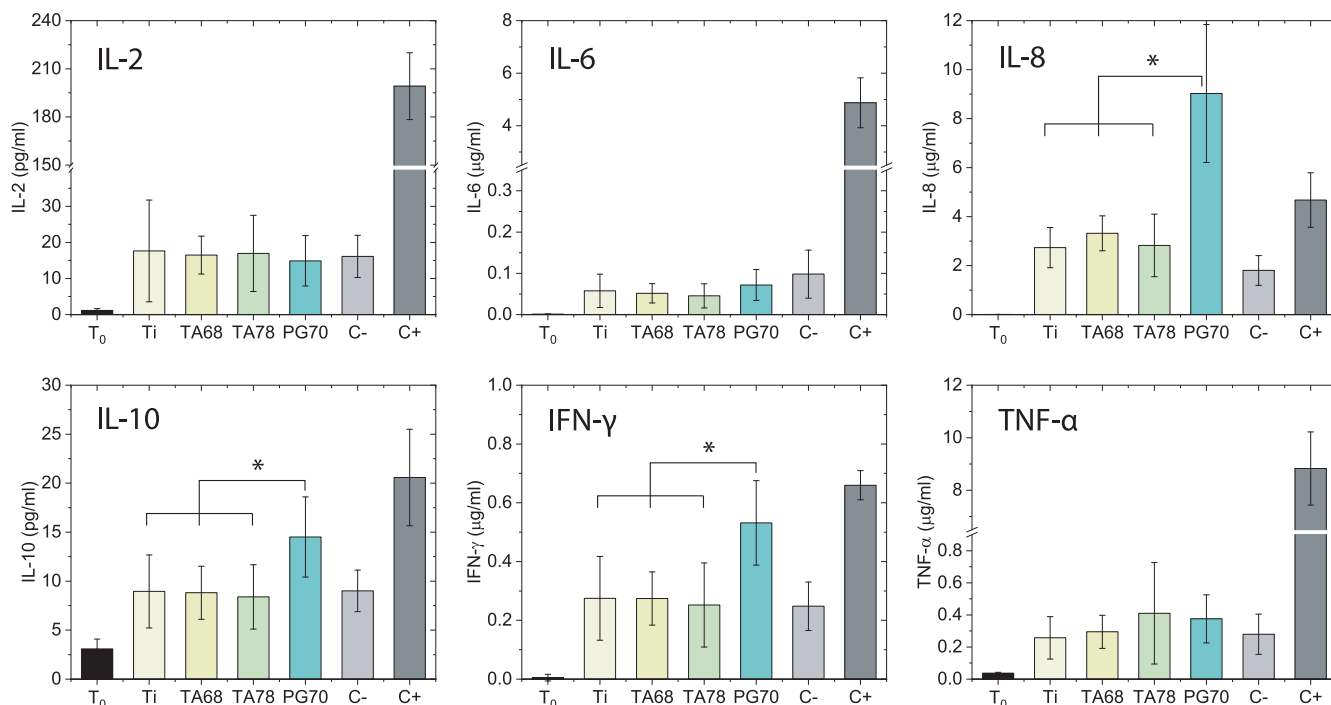 IL-2
IL-2 (pg/ml)
240
210
180
150
30
20
10
0
T₀ Ti TA68 TA78 PG70 C- C+
IL-6
IL-6 (µg/ml)
8
6
4
0.3
0.2
0.1
0.0
T₀ Ti TA68 TA78 PG70 C- C+
IL-8
*
IL-8 (µg/ml)
12
10
8
6
4
2
0
T₀ Ti TA68 TA78 PG70 C- C+
IL-10
*
IL-10 (pg/ml)
30
25
20
15
10
5
0
T₀ Ti TA68 TA78 PG70 C- C+
IFN-γ
*
IFN-γ (µg/ml)
1.0
0.8
0.6
0.4
0.2
0.0
T₀ Ti TA68 TA78 PG70 C- C+
TNF-α
TNF-α (µg/ml)
12
10
8
0.8
0.6
0.4
0.2
0.0
T₀ Ti TA68 TA78 PG70 C- C+